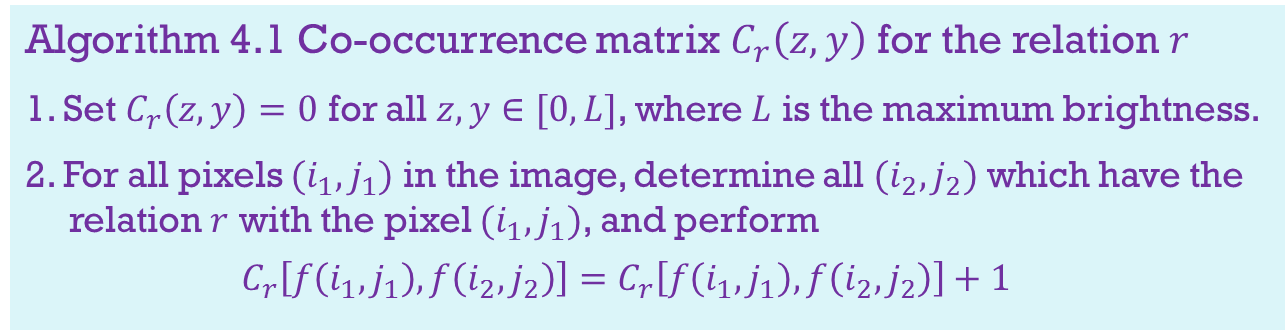 Algorithm 4.1 Co-occurrence matrix 𝐶ᵣ(𝑧, 𝑦) for the relation 𝑟
1. Set 𝐶ᵣ(𝑧, 𝑦) = 0 for all 𝑧, 𝑦 ∈ [0, 𝐿], where 𝐿 is the maximum brightness.
2. For all pixels (𝑖₁, 𝑗₁) in the image, determine all (𝑖₂, 𝑗₂) which have the
relation 𝑟 with the pixel (𝑖₁, 𝑗₁), and perform
𝐶ᵣ[𝑓(𝑖₁, 𝑗₁), 𝑓(𝑖₂, 𝑗₂)] = 𝐶ᵣ[𝑓(𝑖₁, 𝑗₁), 𝑓(𝑖₂, 𝑗₂)] + 1